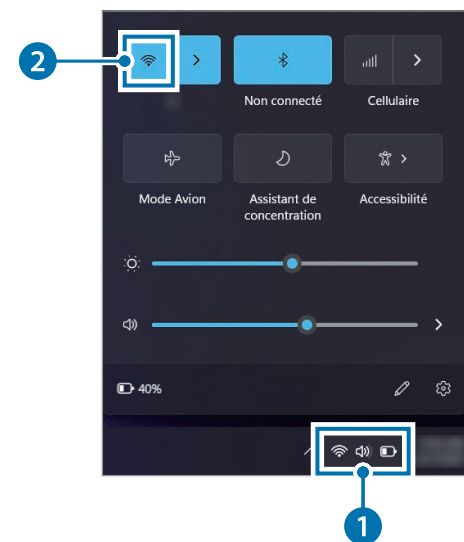 2
Non connecté
Cellulaire
Mode Avion
Assistant de
concentration
Accessibilité
40%
1